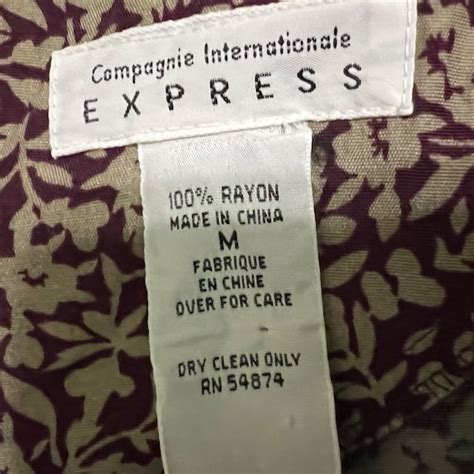 Compagnie Internationale
EXPRESS
100% RAYON
MADE IN CHINA
M
FABRIQUE
EN CHINE
OVER FOR CARE
DRY CLEAN ONLY
RN 54874